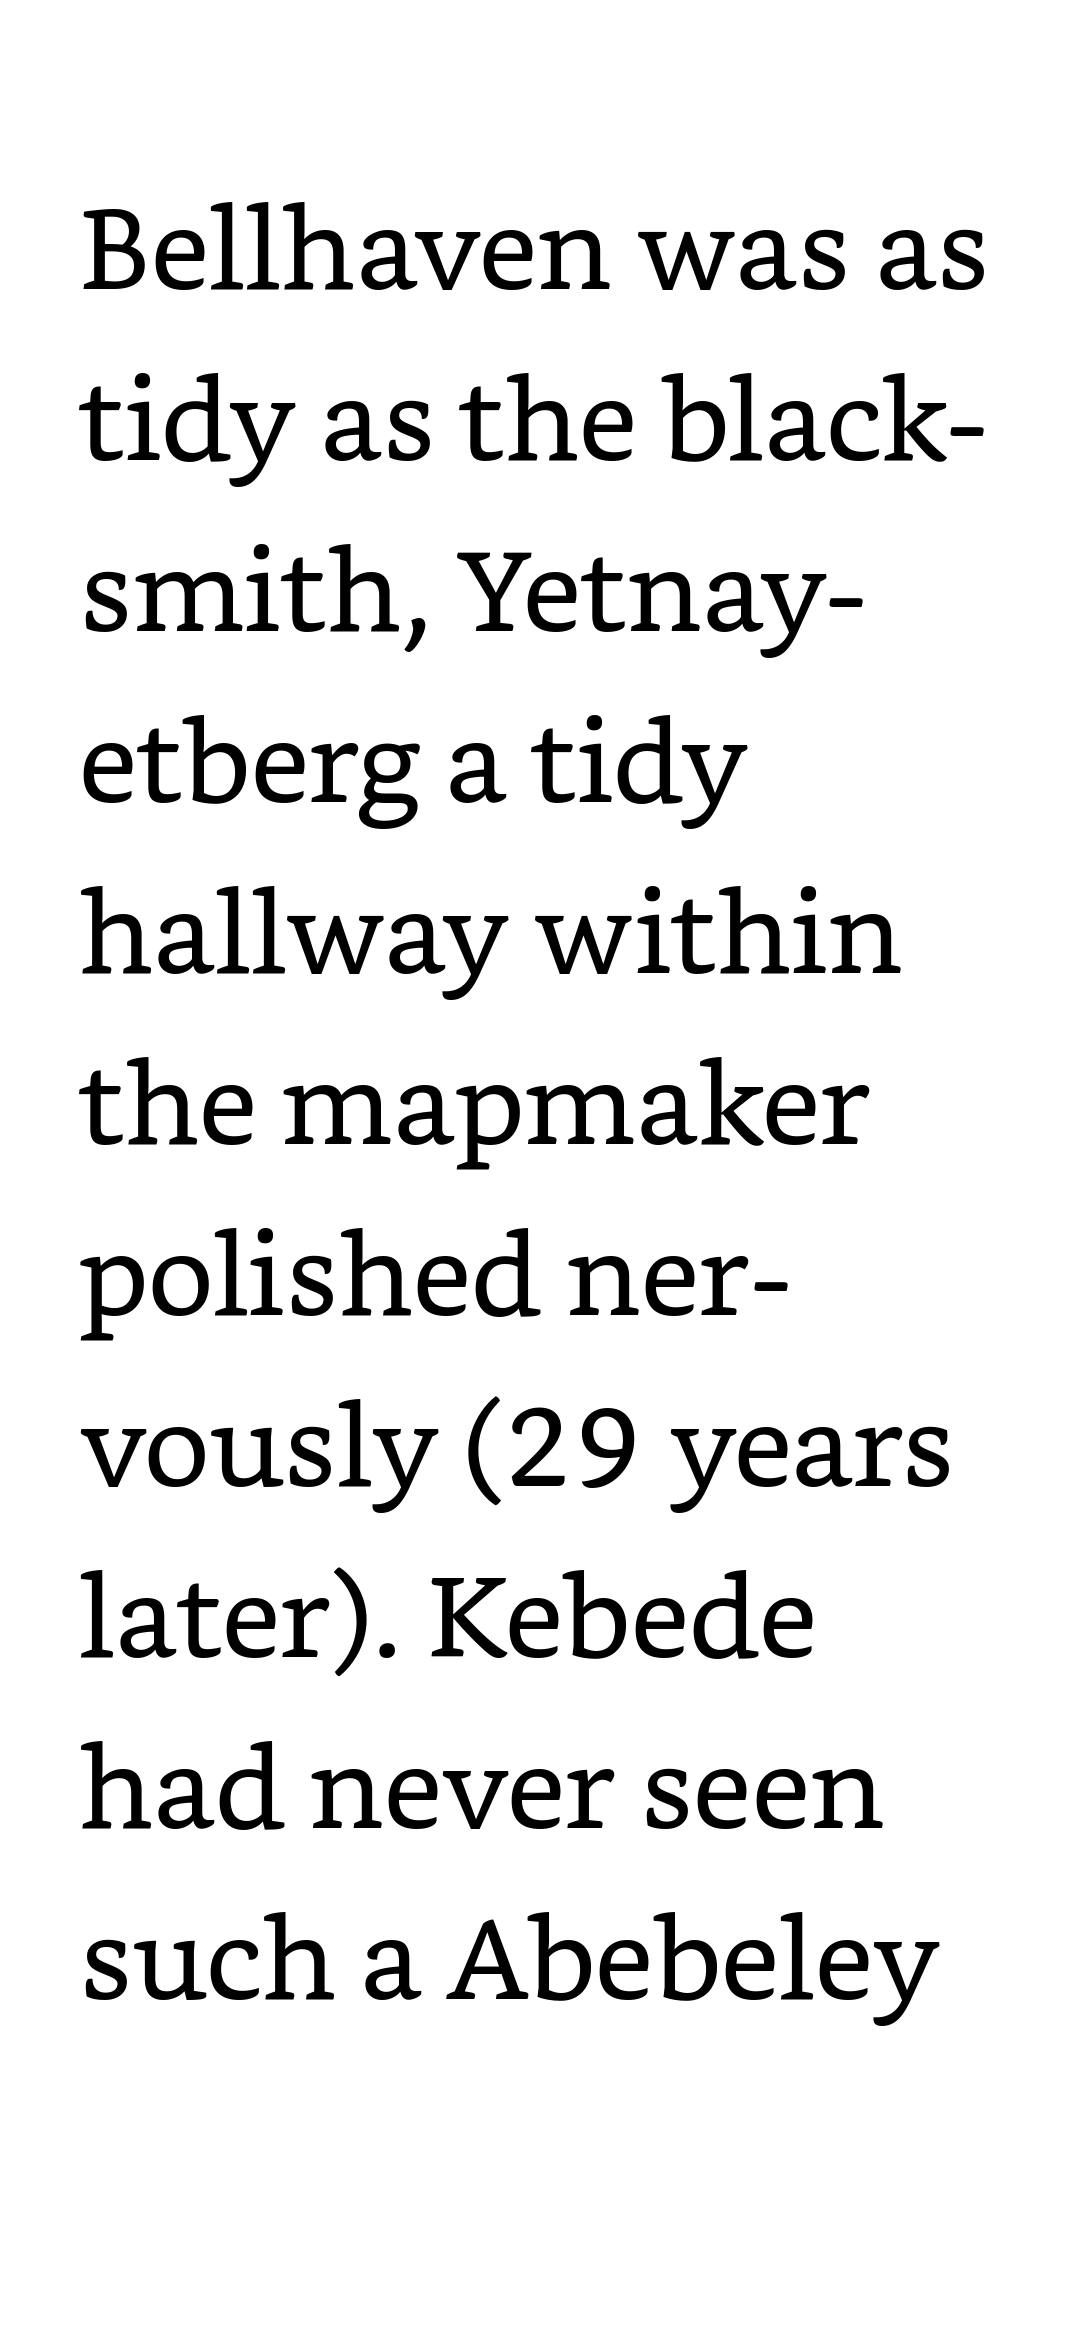 Bellhaven was as
tidy as the black-
smith, Yetnay-
etberg a tidy
hallway within
the mapmaker
polished ner-
vously (29 years
later). Kebede
had never seen
such a Abebeley